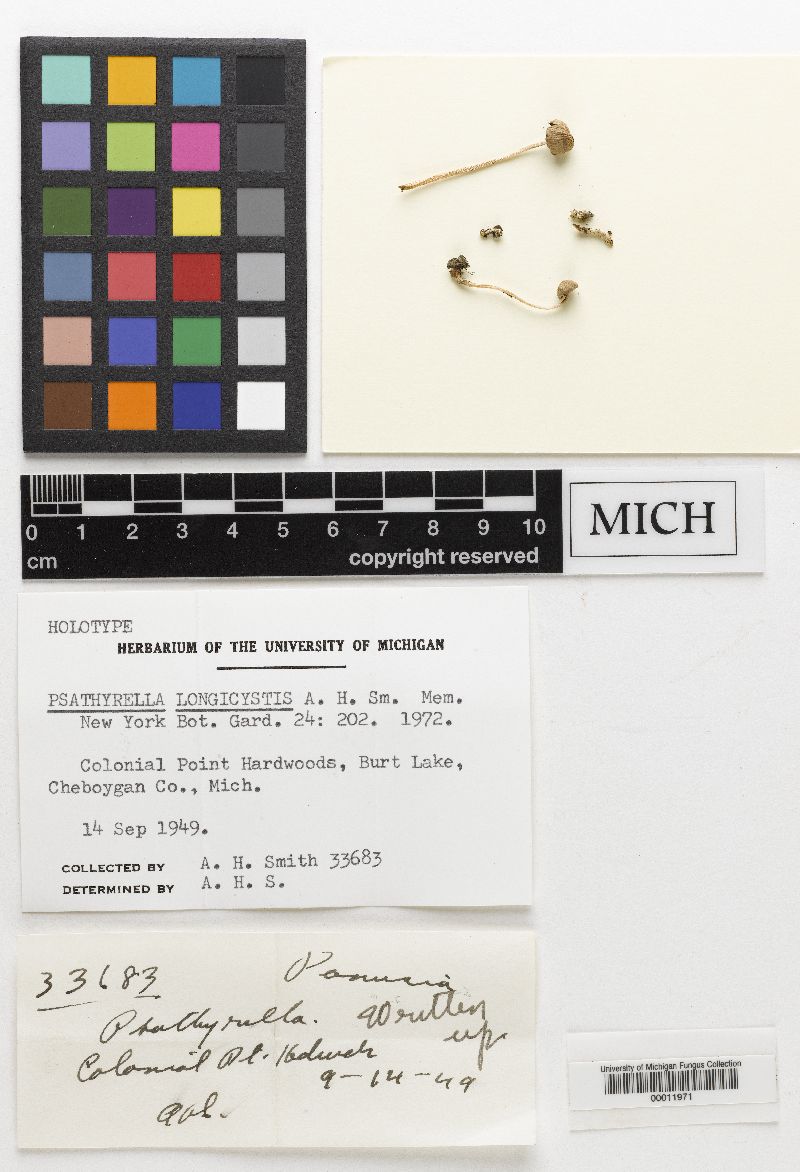 0 1 2 3 4 5 6 7 8 9 10
cm
copyright reserved
MICH
HOLOTYPE
HERBARIUM OF THE UNIVERSITY OF MICHIGAN
PSATHYRELLA LONGICYSTIS A. H. Sm. Mem.
New York Bot. Gard. 24: 202. 1972.
Colonial Point Hardwoods, Burt Lake,
Cheboygan Co., Mich.
14 Sep 1949.
COLLECTED BY A. H. Smith 33683
DETERMINED BY A. H. S.
33683
Psathyrella. Written
up
Colonial Pt.
9-14-49
University of Michigan Fungus Collection
00011971